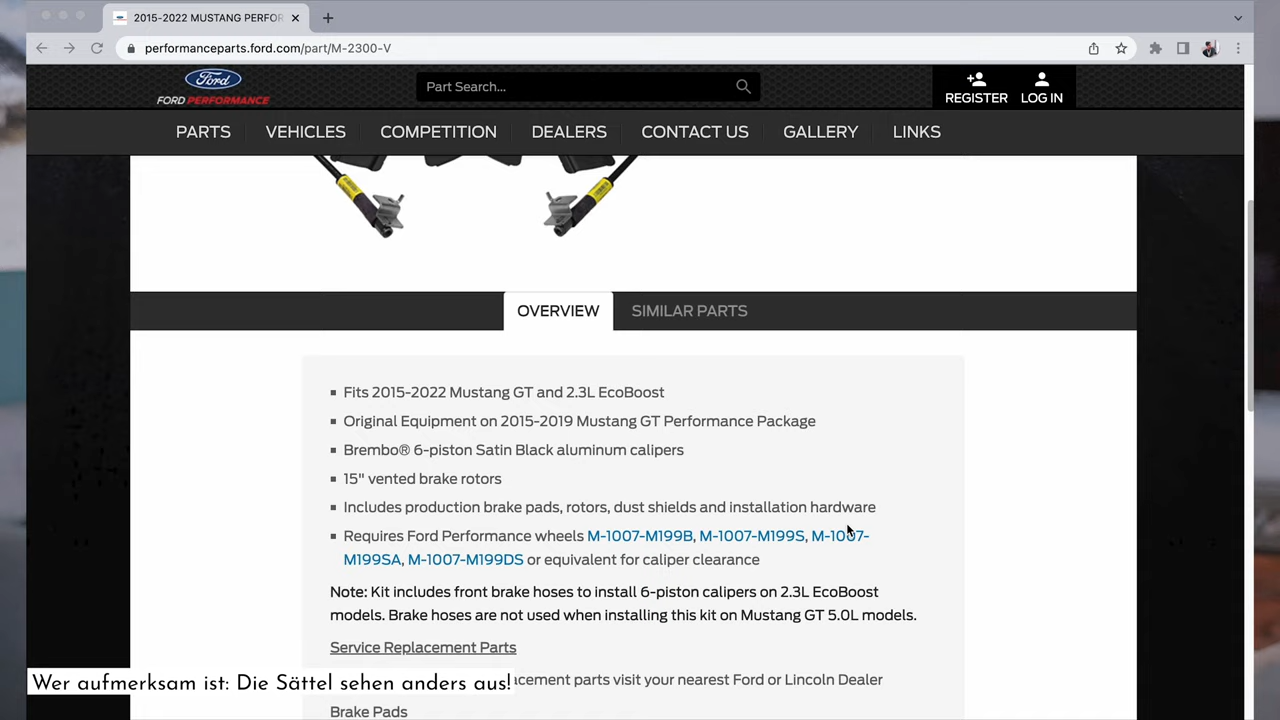 2015-2022 MUSTANG PERFOR
performanceparts.ford.com/part/M-2300-V
Ford
FORD PERFORMANCE
Part Search...
REGISTER
LOG IN
PARTS
VEHICLES
COMPETITION
DEALERS
CONTACT US
GALLERY
LINKS
OVERVIEW
SIMILAR PARTS
Fits 2015-2022 Mustang GT and 2.3L EcoBoost
Original Equipment on 2015-2019 Mustang GT Performance Package
Brembo® 6-piston Satin Black aluminum calipers
15" vented brake rotors
Includes production brake pads, rotors, dust shields and installation hardware
Requires Ford Performance wheels M-1007-M199B, M-1007-M199S, M-1007-
M199SA, M-1007-M199DS or equivalent for caliper clearance
Note: Kit includes front brake hoses to install 6-piston calipers on 2.3L EcoBoost
models. Brake hoses are not used when installing this kit on Mustang GT 5.0L models.
Service Replacement Parts
acement parts visit your nearest Ford or Lincoln Dealer
Wer aufmerksam ist: Die Sättel sehen anders aus!
Brake Pads